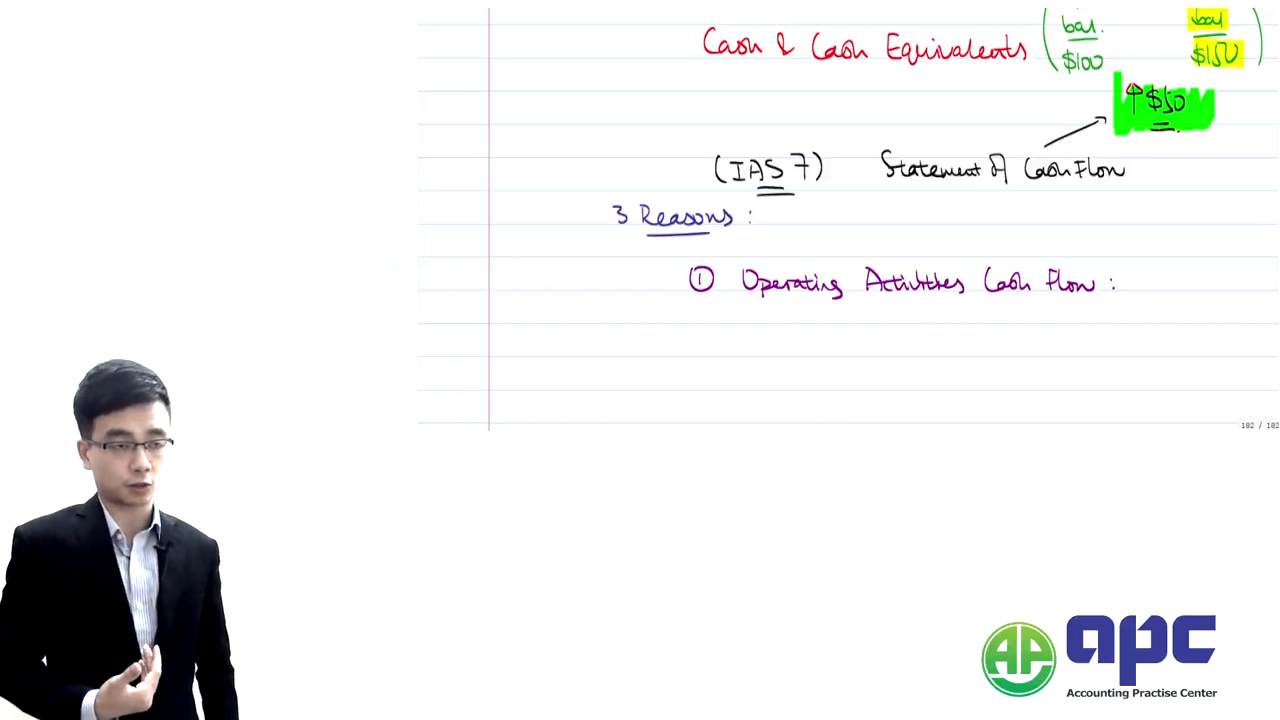 bal.
bal
Cash & Cash Equivalents
$100
$150
↑ $50
(IAS 7) Statement of Cash Flow
3 Reasons :
① Operating Activities Cash Flow :
182 / 182
AP
apc
Accounting Practise Center